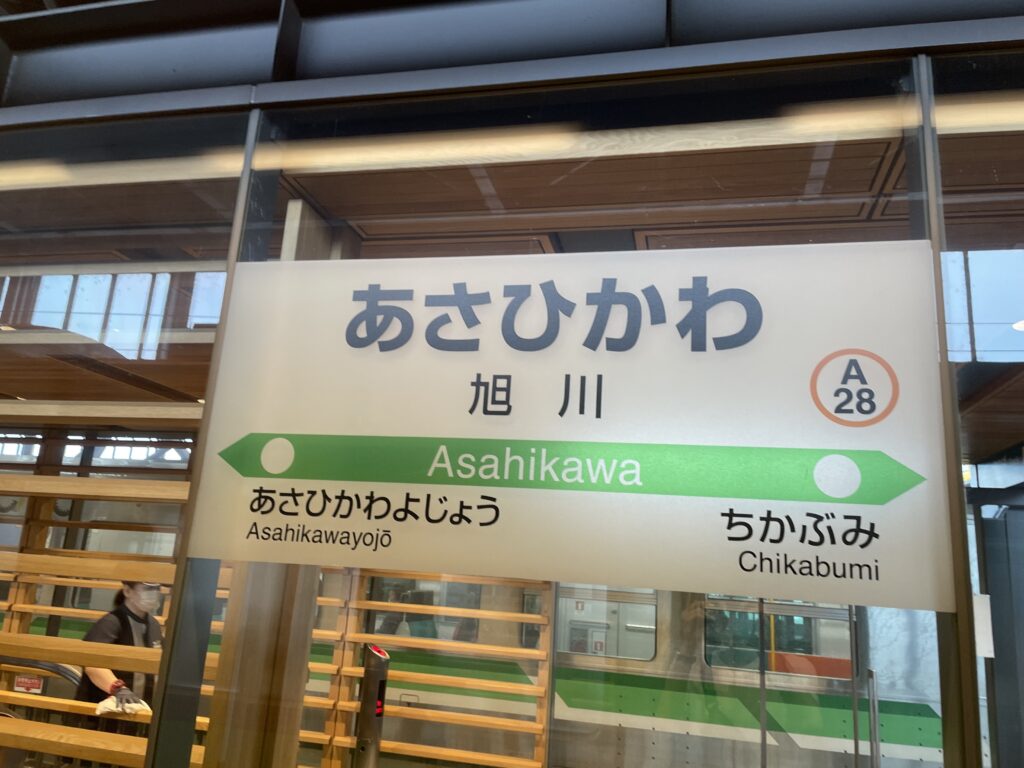 あさひかわ
旭川
A
28
Asahikawa
あさひかわよじょう
Asahikawayojō
ちかぶみ
Chikabumi